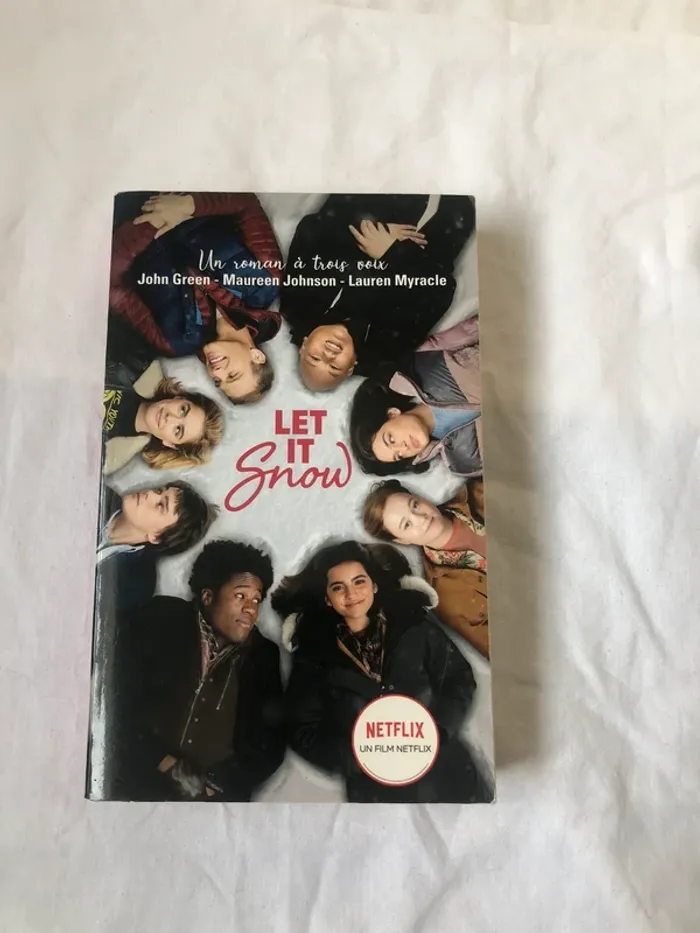 Un roman à trois voix
John Green - Maureen Johnson - Lauren Myracle
LET
IT
Snow
NETFLIX
UN FILM NETFLIX